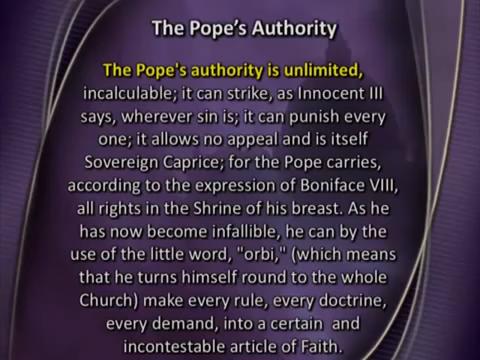 The Pope’s Authority
The Pope's authority is unlimited,
incalculable; it can strike, as Innocent III
says, wherever sin is; it can punish every
one; it allows no appeal and is itself
Sovereign Caprice; for the Pope carries,
according to the expression of Boniface VIII,
all rights in the Shrine of his breast. As he
has now become infallible, he can by the
use of the little word, "orbi," (which means
that he turns himself round to the whole
Church) make every rule, every doctrine,
every demand, into a certain and
incontestable article of Faith.